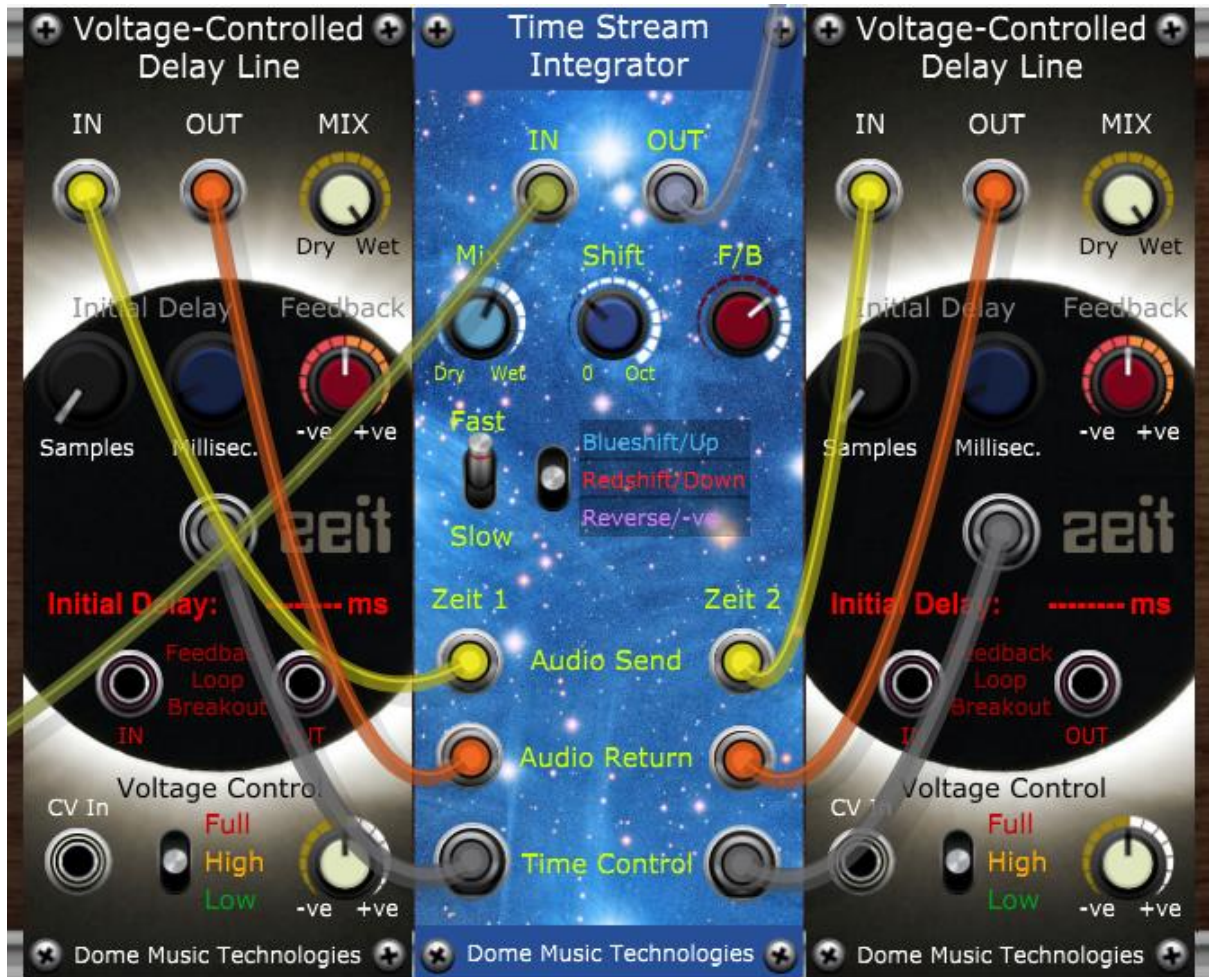 Voltage-Controlled
Delay Line
IN OUT MIX
Dry Wet
Initial Delay Feedback
Samples Millisec. -ve +ve
zeit
Initial Delay: -------- ms
Feedback
Loop
Breakout
IN OUT
Voltage Control
CV In
Full
High
Low
-ve +ve
Dome Music Technologies
Time Stream
Integrator
IN OUT
Mix Shift F/B
Dry Wet 0 Oct
Fast
Slow
Blueshift/Up
Redshift/Down
Reverse/-ve
Zeit 1 Zeit 2
Audio Send
Audio Return
Time Control
Dome Music Technologies
Voltage-Controlled
Delay Line
IN OUT MIX
Dry Wet
Initial Delay Feedback
Samples Millisec. -ve +ve
zeit
Initial Delay: -------- ms
Feedback
Loop
Breakout
IN OUT
Voltage Control
CV In
Full
High
Low
-ve +ve
Dome Music Technologies